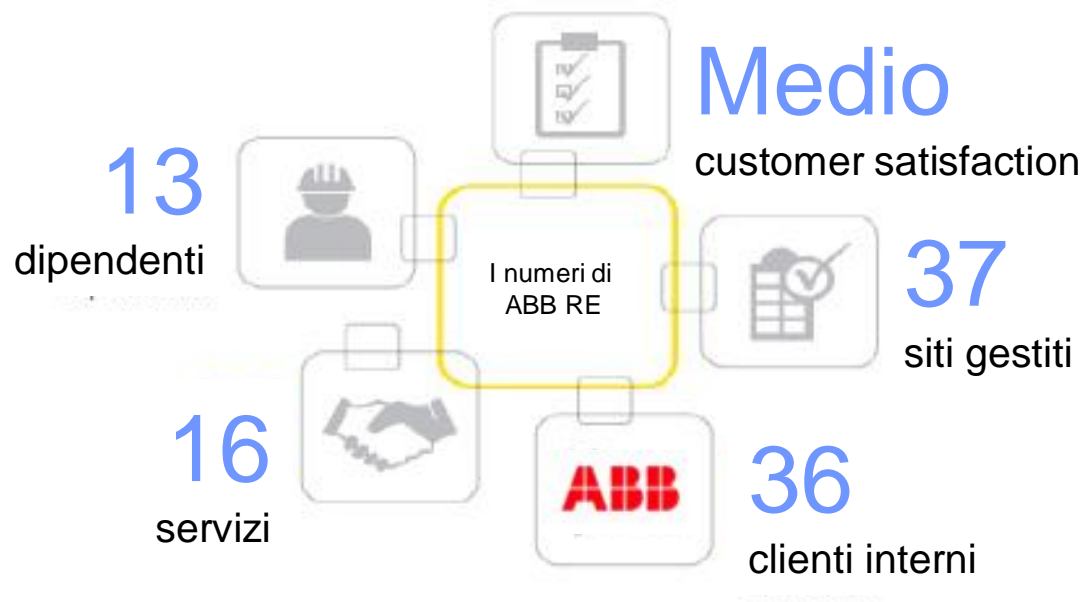 Medio
customer satisfaction
13
dipendenti
I numeri di
ABB RE
37
siti gestiti
16
servizi
ABB
36
clienti interni